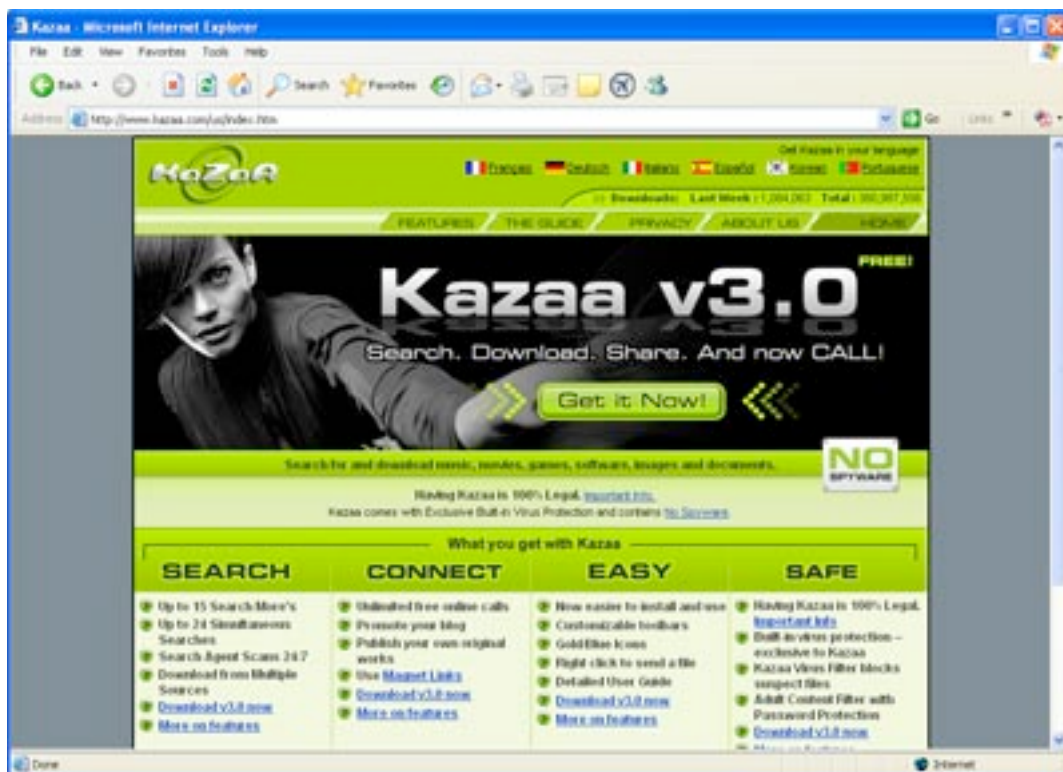 Kazaa - Microsoft Internet Explorer
File Edit View Favorites Tools Help
Back Search Favorites
Address http://www.kazaa.com/us/index.htm Go Links
Get Kazaa in your language
KaZaA
Français Deutsch Italiano Español Korean Portuguese
Downloads: Last Week: Total:
FEATURES THE GUIDE PRIVACY ABOUT US HOME
FREE!
Kazaa v3.0
Search. Download. Share. And now CALL!
Get it Now!
Search for and download music, movies, games, software, images and documents.
NO
SPYWARE
Having Kazaa is 100% Legal. Important Info.
Kazaa comes with Exclusive Built-in Virus Protection and contains No Spyware.
What you get with Kazaa
SEARCH
Up to 15 Search More's
Up to 24 Simultaneous
Searches
Search Agent Scans 24/7
Download from Multiple
Sources
Download v3.0 now
More on features
CONNECT
Unlimited free online calls
Promote your blog
Publish your own original
works
Use Magnet Links
Download v3.0 now
More on features
EASY
Now easier to install and use
Customizable toolbars
Gold/Blue Icons
Right click to send a file
Detailed User Guide
Download v3.0 now
More on features
SAFE
Having Kazaa is 100% Legal.
Important Info
Built-in virus protection –
exclusive to Kazaa
Kazaa Virus Filter blocks
suspect files
Adult Content Filter with
Password Protection
Download v3.0 now
More on features
Done Internet